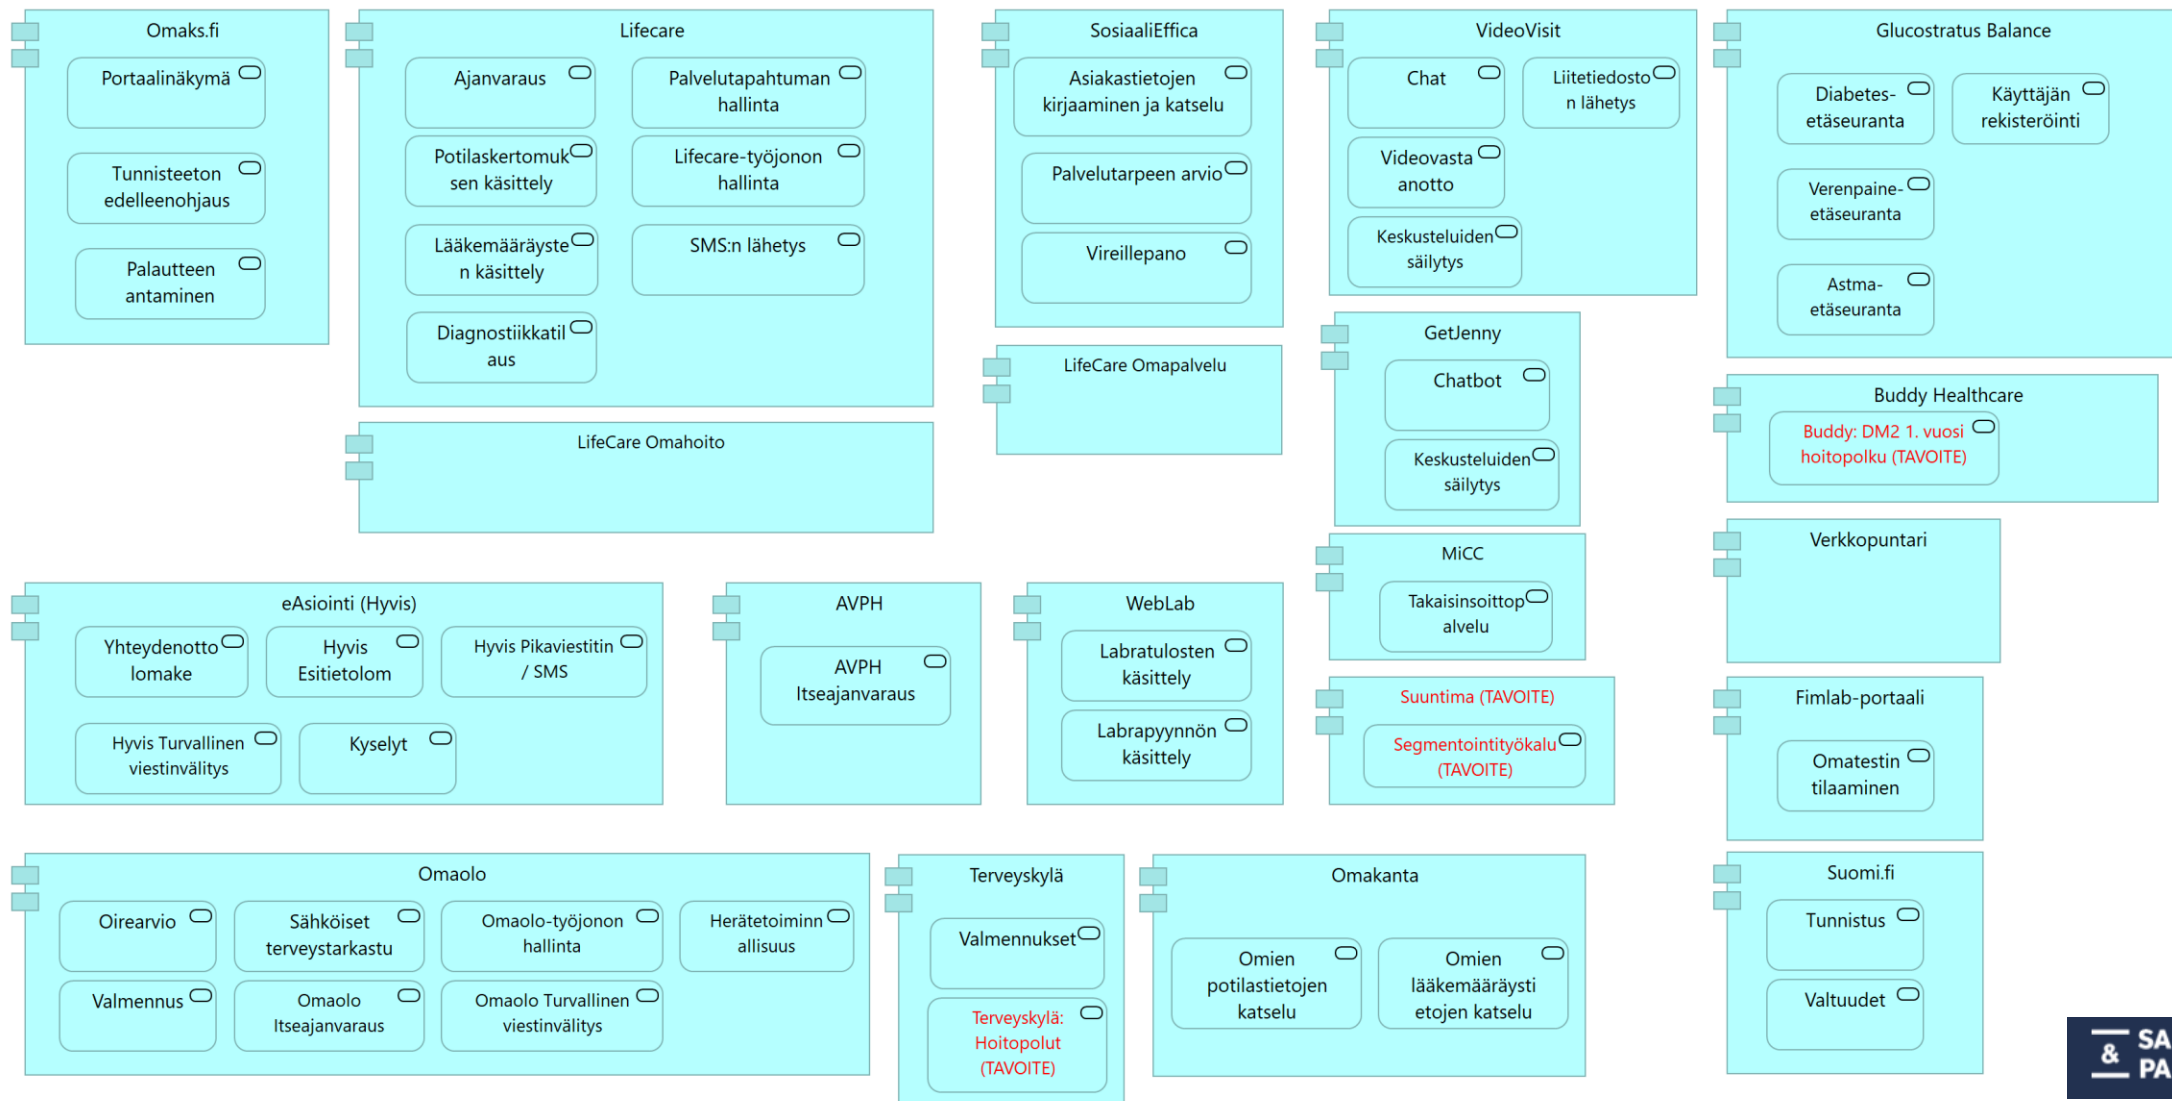 Omaks.fi
Portaalinäkymä
Tunnisteeton
edelleenohjaus
Palautteen
antaminen
Lifecare
Ajanvaraus
Palvelutapahtuman
hallinta
Potilaskertomuk
sen käsittely
Lifecare-työjonon
hallinta
Lääkemääräyste
n käsittely
SMS:n lähetys
Diagnostiikkatil
aus
LifeCare Omahoito
SosiaaliEffica
Asiakastietojen
kirjaaminen ja katselu
Palvelutarpeen arvio
Vireillepano
LifeCare Omapalvelu
VideoVisit
Chat
Liitetiedosto
n lähetys
Videovasta
anotto
Keskusteluiden
säilytys
GetJenny
Chatbot
Keskusteluiden
säilytys
MiCC
Takaisinsoittop
alvelu
Suuntima (TAVOITE)
Segmentointityökalu
(TAVOITE)
Glucostratus Balance
Diabetes-
etäseuranta
Käyttäjän
rekisteröinti
Verenpaine-
etäseuranta
Astma-
etäseuranta
Buddy Healthcare
Buddy: DM2 1. vuosi
hoitopolku (TAVOITE)
Verkkopuntari
Fimlab-portaali
Omatestin
tilaaminen
Suomi.fi
Tunnistus
Valtuudet
eAsiointi (Hyvis)
Yhteydenotto
lomake
Hyvis
Esitietolom
Hyvis Pikaviestitin
/ SMS
Hyvis Turvallinen
viestinvälitys
Kyselyt
AVPH
AVPH
Itseajanvaraus
WebLab
Labratulosten
käsittely
Labrapyynnön
käsittely
Omaolo
Oirearvio
Sähköiset
terveystarkastu
Omaolo-työjonon
hallinta
Herätetoiminn
allisuus
Valmennus
Omaolo
Itseajanvaraus
Omaolo Turvallinen
viestinvälitys
Terveyskylä
Valmennukset
Terveyskylä:
Hoitopolut
(TAVOITE)
Omakanta
Omien
potilastietojen
katselu
Omien
lääkemääräysti
etojen katselu
& SA
PA